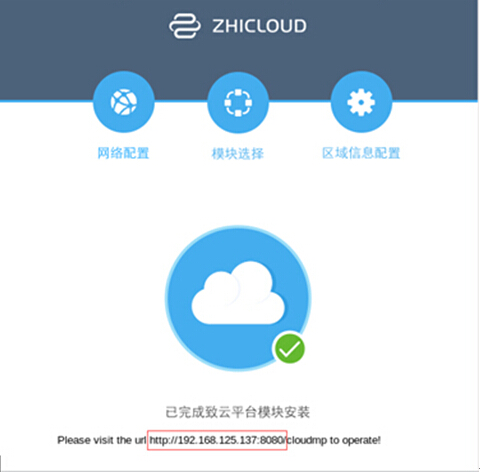 ZHICLOUD
网络配置 模块选择 区域信息配置
已完成致云平台模块安装
Please visit the url http://192.168.125.137:8080/cloudmp to operate!